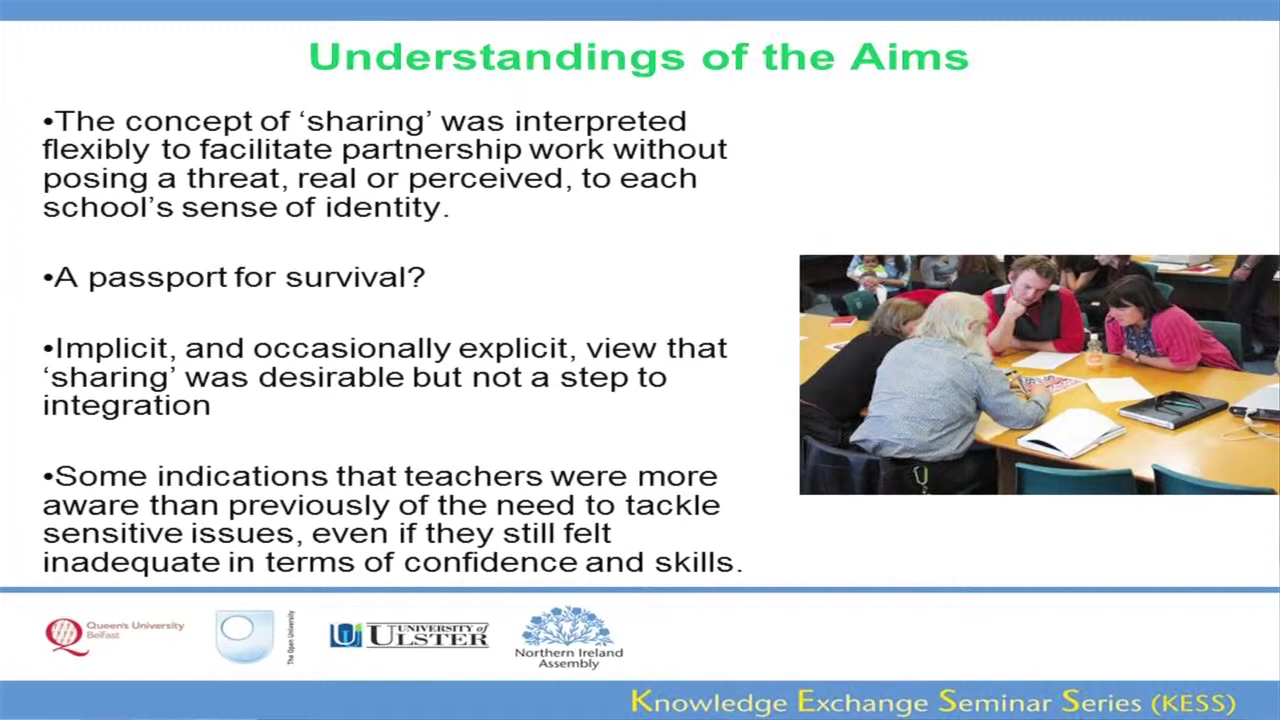 Understandings of the Aims
•The concept of ‘sharing’ was interpreted
flexibly to facilitate partnership work without
posing a threat, real or perceived, to each
school’s sense of identity.
•A passport for survival?
•Implicit, and occasionally explicit, view that
‘sharing’ was desirable but not a step to
integration
•Some indications that teachers were more
aware than previously of the need to tackle
sensitive issues, even if they still felt
inadequate in terms of confidence and skills.
Queen's University
Belfast
The Open University
UNIVERSITY of
ULSTER
Northern Ireland
Assembly
Knowledge Exchange Seminar Series (KESS)